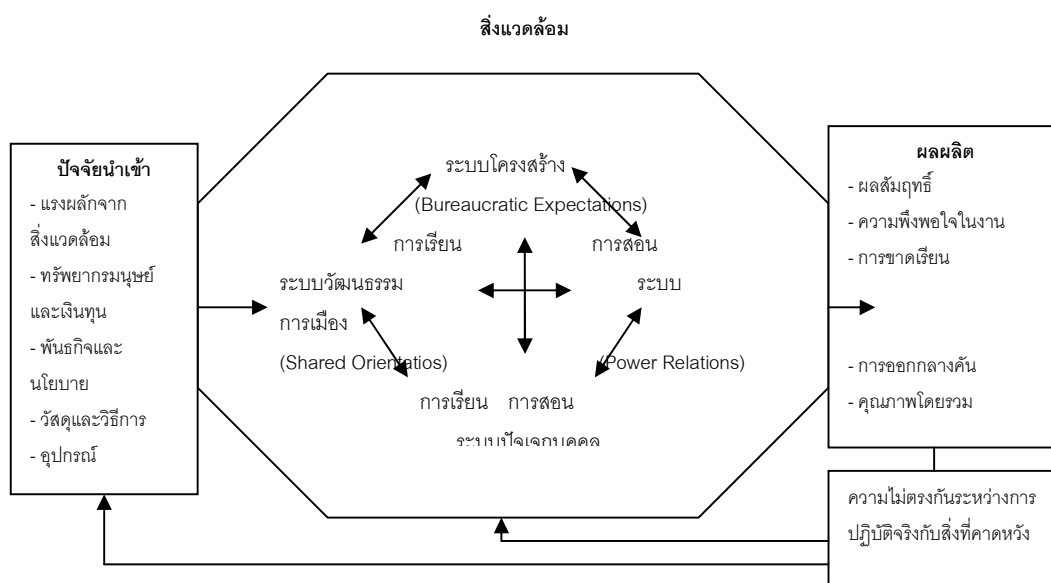 สิ่งแวดล้อม
ปัจจัยนำเข้า
- แรงผลักจาก
สิ่งแวดล้อม
- ทรัพยากรมนุษย์
และเงินทุน
- พันธกิจและ
นโยบาย
- วัสดุและวิธีการ
- อุปกรณ์
ระบบโครงสร้าง
(Bureaucratic Expectations)
การเรียน การสอน
ระบบวัฒนธรรม ระบบ
การเมือง
(Shared Orientatios) (Power Relations)
การเรียน การสอน
ระบบปัจเจกบุคคล
ผลผลิต
- ผลสัมฤทธิ์
- ความพึงพอใจในงาน
- การขาดเรียน
- การออกกลางคัน
- คุณภาพโดยรวม
ความไม่ตรงกันระหว่างการ
ปฏิบัติจริงกับสิ่งที่คาดหวัง